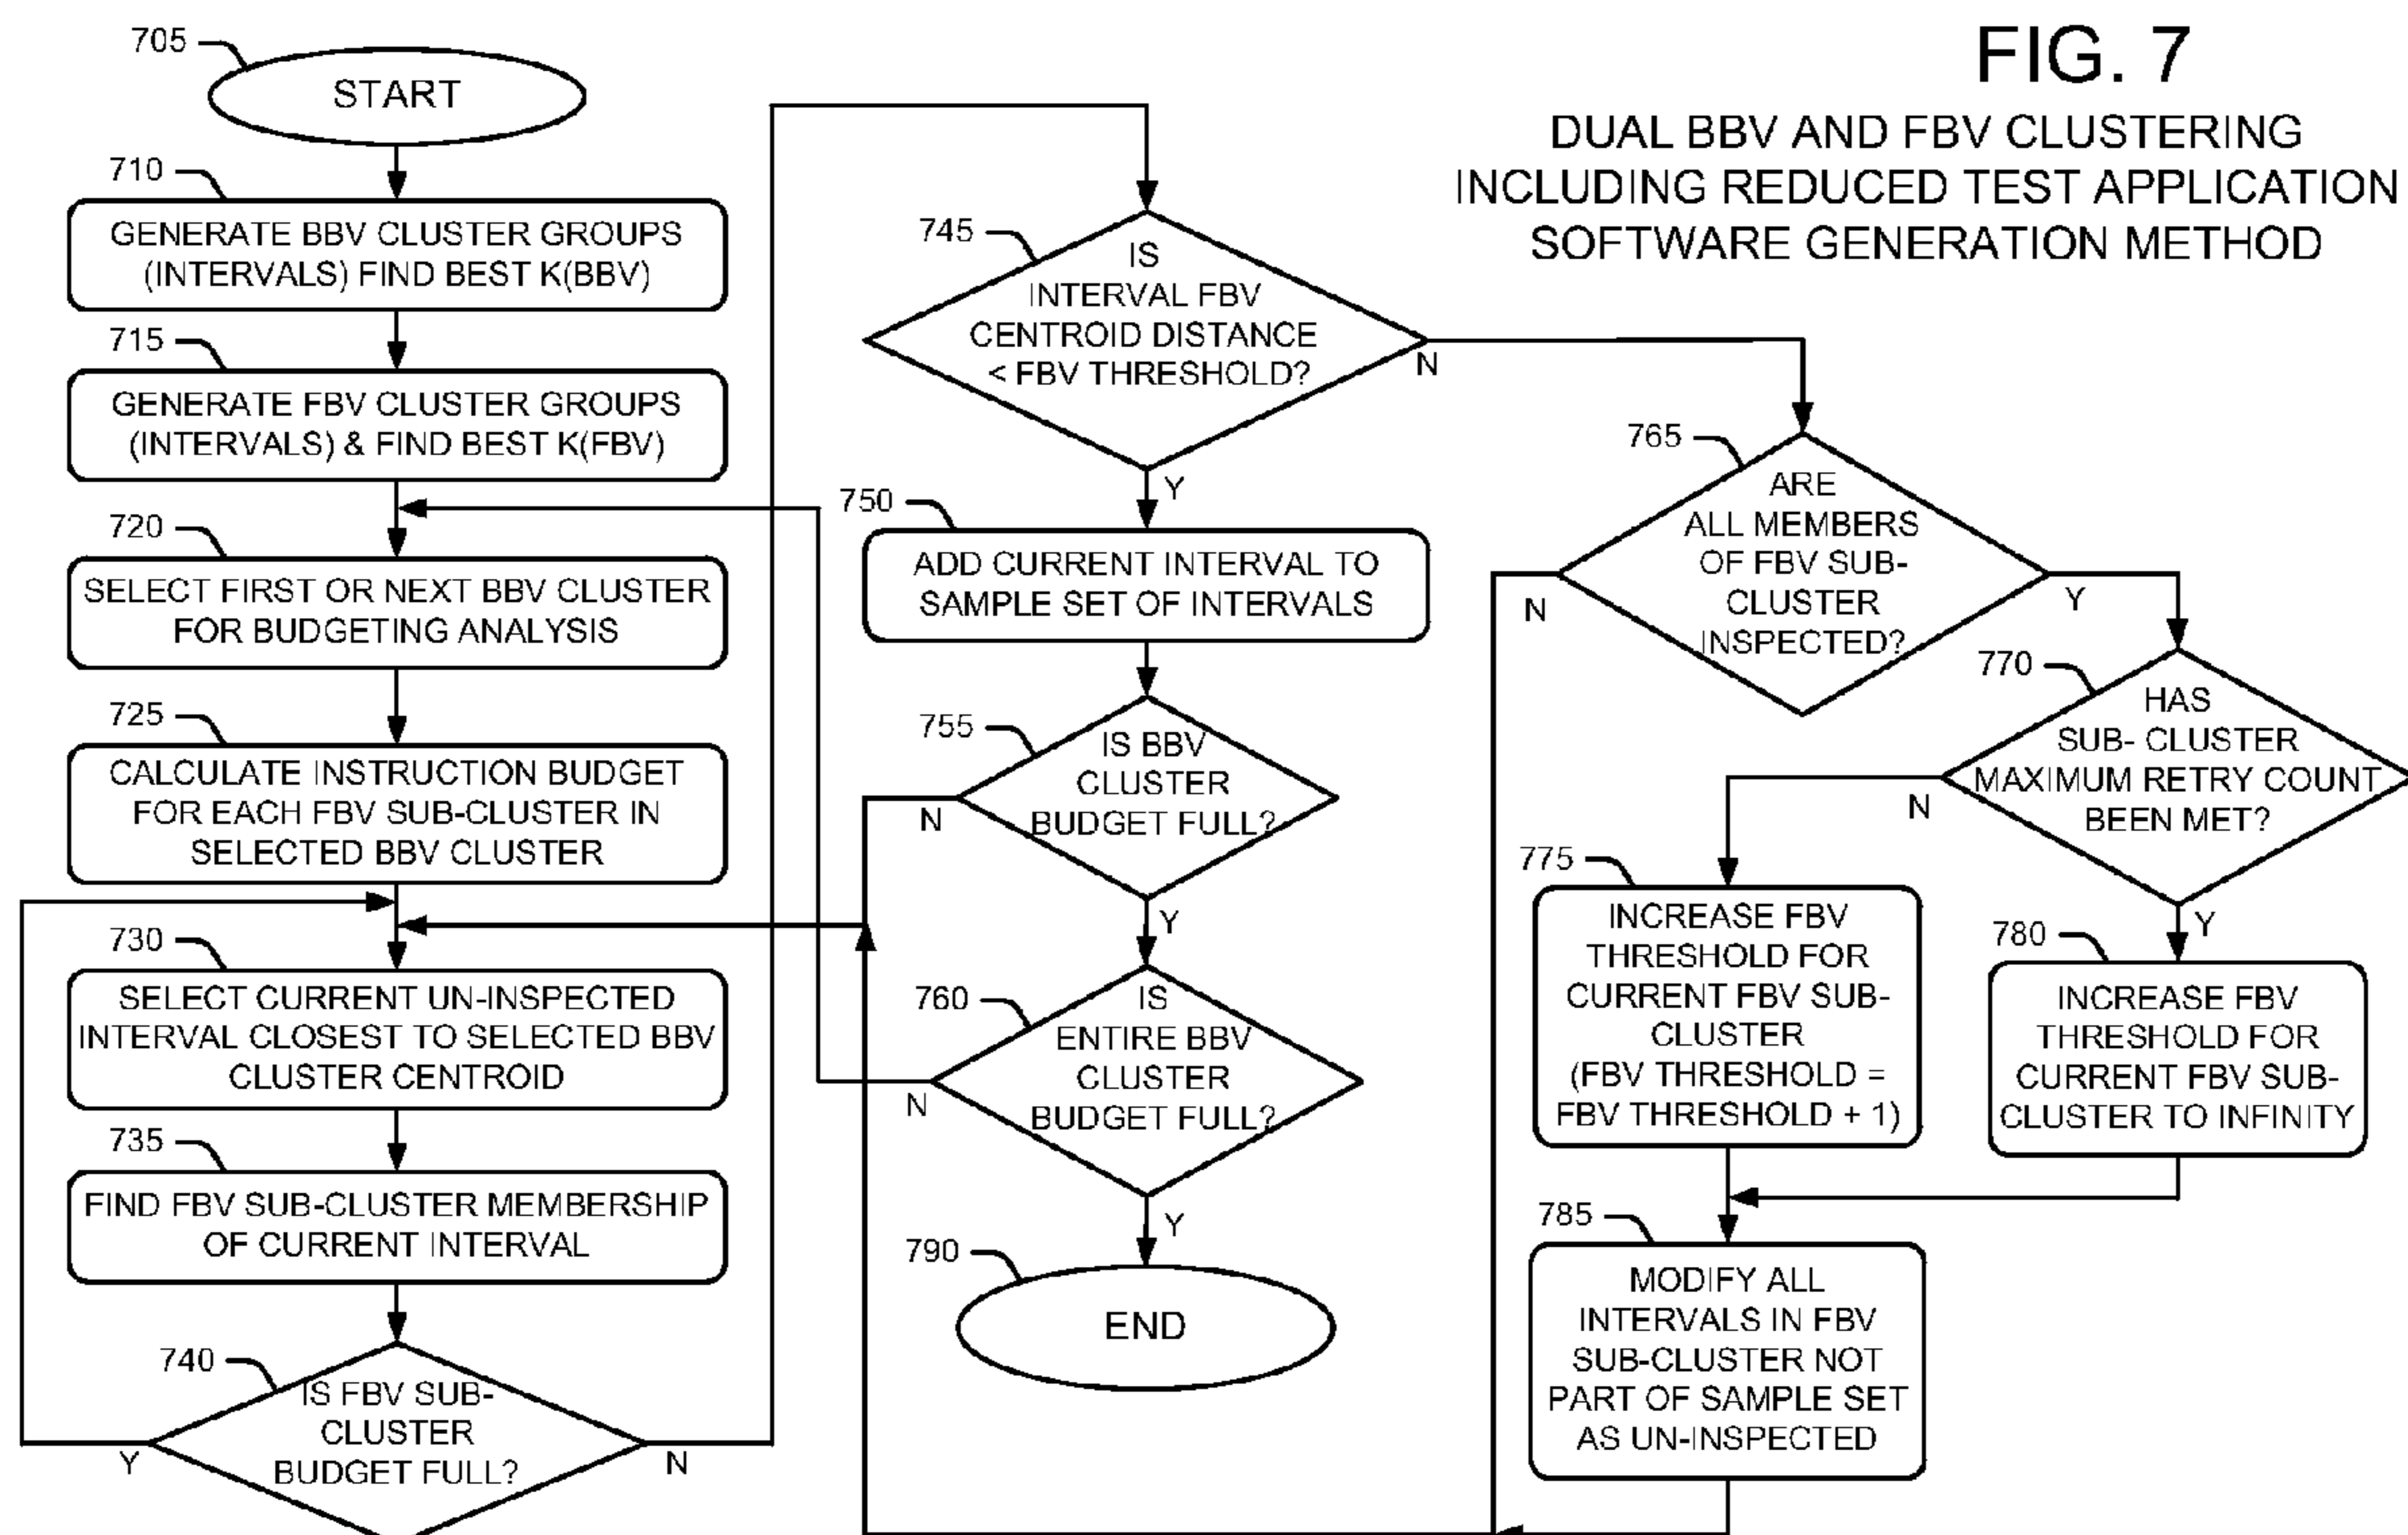 FIG. 7
DUAL BBV AND FBV CLUSTERING
INCLUDING REDUCED TEST APPLICATION
SOFTWARE GENERATION METHOD
705
START
710
GENERATE BBV CLUSTER GROUPS
(INTERVALS) FIND BEST K(BBV)
715
GENERATE FBV CLUSTER GROUPS
(INTERVALS) & FIND BEST K(FBV)
720
SELECT FIRST OR NEXT BBV CLUSTER
FOR BUDGETING ANALYSIS
725
CALCULATE INSTRUCTION BUDGET
FOR EACH FBV SUB-CLUSTER IN
SELECTED BBV CLUSTER
730
SELECT CURRENT UN-INSPECTED
INTERVAL CLOSEST TO SELECTED BBV
CLUSTER CENTROID
735
FIND FBV SUB-CLUSTER MEMBERSHIP
OF CURRENT INTERVAL
740
IS FBV SUB-
CLUSTER
BUDGET FULL?
Y
N
745
IS
INTERVAL FBV
CENTROID DISTANCE
< FBV THRESHOLD?
N
Y
750
ADD CURRENT INTERVAL TO
SAMPLE SET OF INTERVALS
755
IS BBV
CLUSTER
BUDGET FULL?
N
Y
760
IS
ENTIRE BBV
CLUSTER
BUDGET FULL?
N
Y
790
END
765
ARE
ALL MEMBERS
OF FBV SUB-
CLUSTER
INSPECTED?
N
Y
770
HAS
SUB- CLUSTER
MAXIMUM RETRY COUNT
BEEN MET?
N
Y
775
INCREASE FBV
THRESHOLD FOR
CURRENT FBV SUB-
CLUSTER
(FBV THRESHOLD =
FBV THRESHOLD + 1)
780
INCREASE FBV
THRESHOLD FOR
CURRENT FBV SUB-
CLUSTER TO INFINITY
785
MODIFY ALL
INTERVALS IN FBV
SUB-CLUSTER NOT
PART OF SAMPLE SET
AS UN-INSPECTED